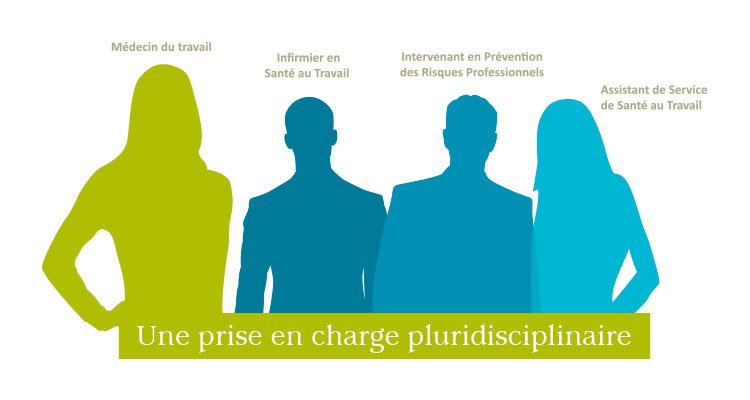 Médecin du travail
Infirmier en
Santé au Travail
Intervenant en Prévention
des Risques Professionnels
Assistant de Service
de Santé au Travail
Une prise en charge pluridisciplinaire